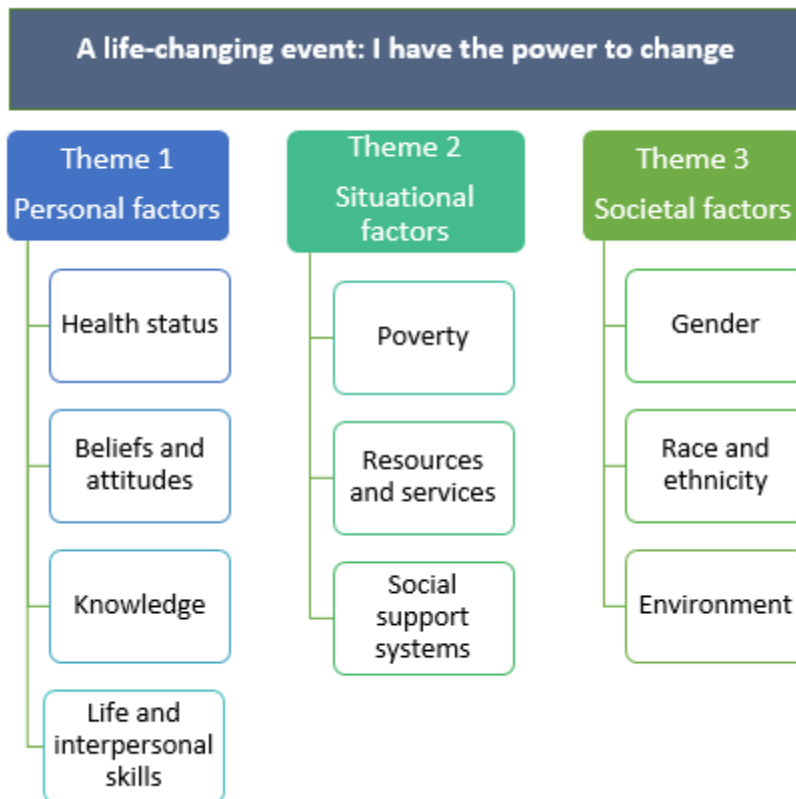 A life-changing event: I have the power to change
Theme 1
Personal factors
Health status
Beliefs and
attitudes
Knowledge
Life and
interpersonal
skills
Theme 2
Situational
factors
Poverty
Resources
and services
Social
support
systems
Theme 3
Societal factors
Gender
Race and
ethnicity
Environment